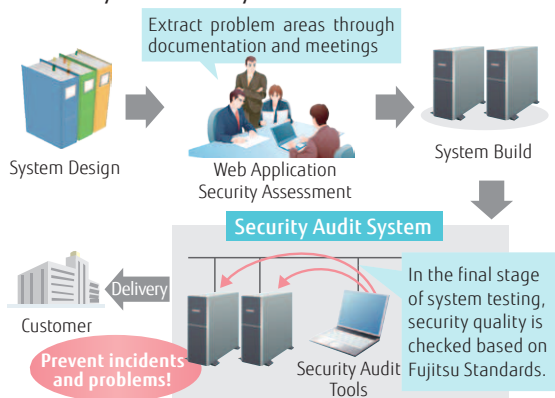 Extract problem areas through
documentation and meetings
System Design
Web Application
Security Assessment
System Build
Security Audit System
In the final stage
of system testing,
security quality is
checked based on
Fujitsu Standards.
Delivery
Customer
Prevent incidents
and problems!
Security Audit
Tools